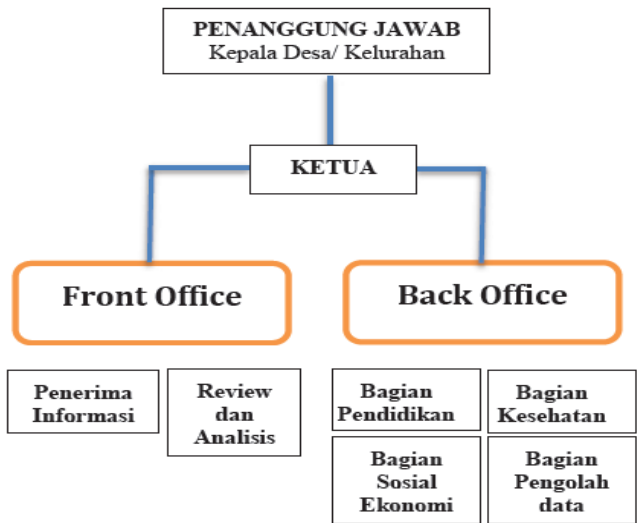 PENANGGUNG JAWAB
Kepala Desa/ Kelurahan
KETUA
Front Office
Back Office
Penerima
Informasi
Review
dan
Analisis
Bagian
Pendidikan
Bagian
Kesehatan
Bagian
Sosial
Ekonomi
Bagian
Pengolah
data